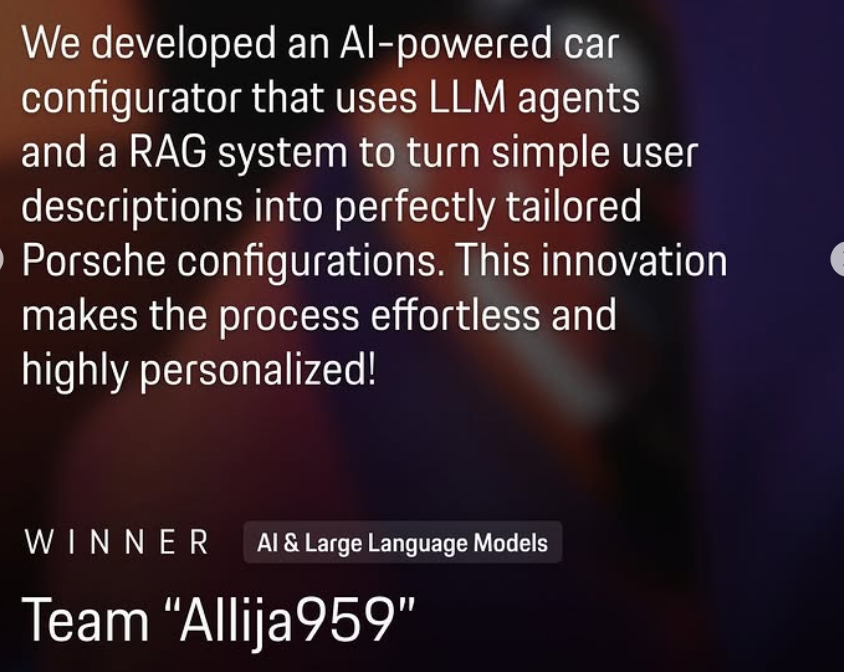 We developed an AI-powered car
configurator that uses LLM agents
and a RAG system to turn simple user
descriptions into perfectly tailored
Porsche configurations. This innovation
makes the process effortless and
highly personalized!
WINNER AI & Large Language Models
Team “Allija959”